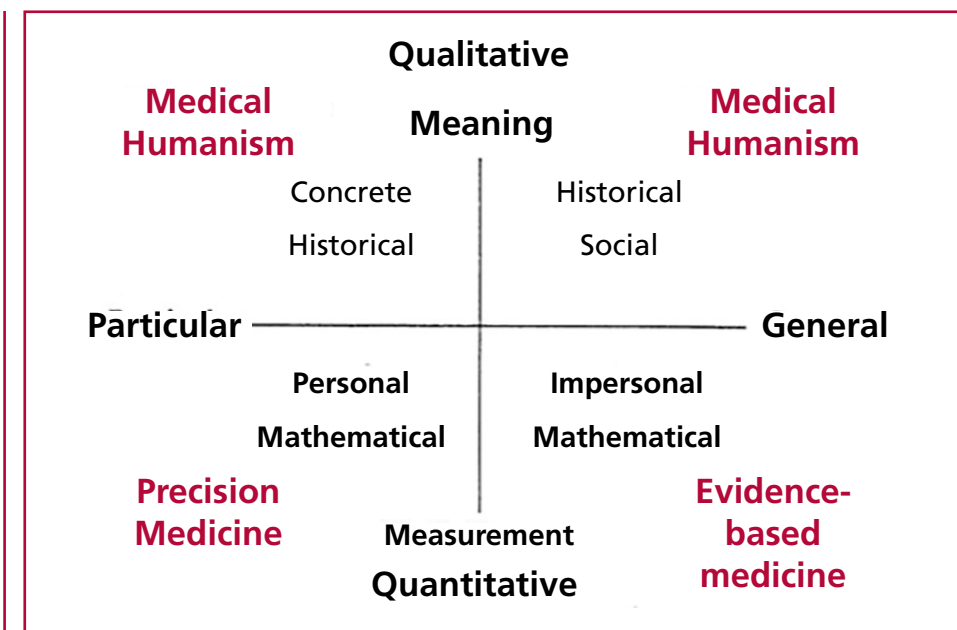 Qualitative
Medical
Humanism
Meaning
Medical
Humanism
Concrete
Historical
Historical
Social
Particular
General
Personal
Mathematical
Impersonal
Mathematical
Precision
Medicine
Measurement
Quantitative
Evidence-
based
medicine